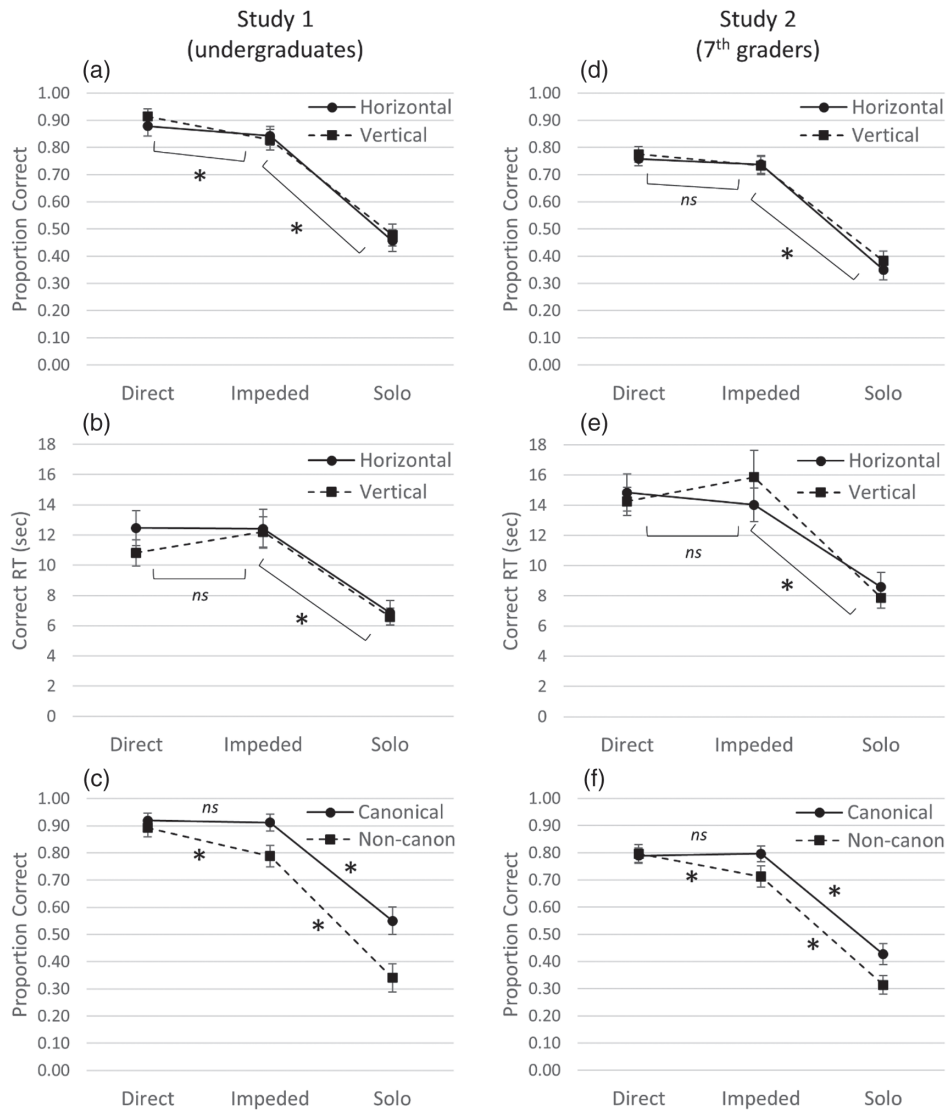 Study 1
(undergraduates)
Study 2
(7th graders)
(a)
1.00
0.90
0.80
0.70
0.60
0.50
0.40
0.30
0.20
0.10
0.00
Proportion Correct
Horizontal
Vertical
*
*
Direct Impeded Solo
(d)
1.00
0.90
0.80
0.70
0.60
0.50
0.40
0.30
0.20
0.10
0.00
Proportion Correct
Horizontal
Vertical
ns
*
Direct Impeded Solo
(b)
18
16
14
12
10
8
6
4
2
0
Correct RT (sec)
Horizontal
Vertical
ns
*
Direct Impeded Solo
(e)
18
16
14
12
10
8
6
4
2
0
Correct RT (sec)
Horizontal
Vertical
ns
*
Direct Impeded Solo
(c)
1.00
0.90
0.80
0.70
0.60
0.50
0.40
0.30
0.20
0.10
0.00
Proportion Correct
ns
Canonical
Non-canon
*
*
*
Direct Impeded Solo
(f)
1.00
0.90
0.80
0.70
0.60
0.50
0.40
0.30
0.20
0.10
0.00
Proportion Correct
ns
Canonical
Non-canon
*
*
*
Direct Impeded Solo